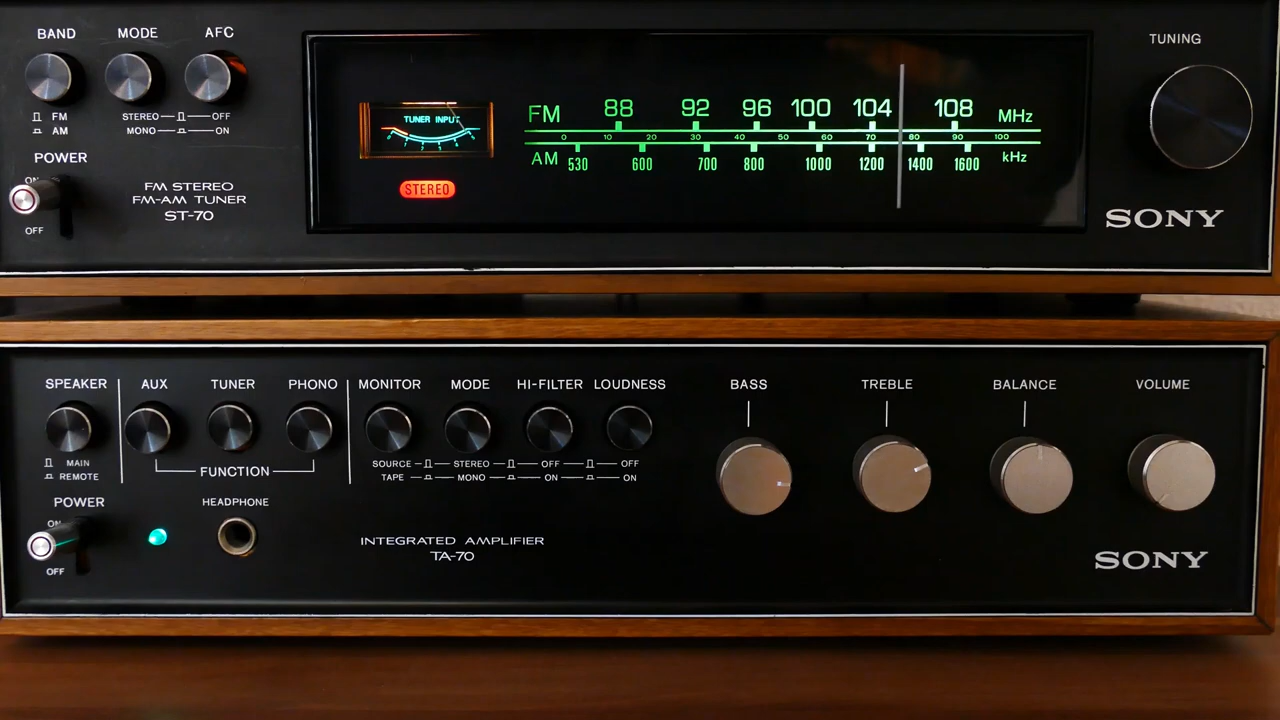 BAND MODE AFC TUNING
FM
AM
STEREO OFF
MONO ON
POWER
ON
OFF
FM STEREO
FM-AM TUNER
ST-70
TUNER INPUT
STEREO
FM 88 92 96 100 104 108 MHz
0 10 20 30 40 50 60 70 80 90 100
AM 530 600 700 800 1000 1200 1400 1600 kHz
SONY
SPEAKER AUX TUNER PHONO MONITOR MODE HI-FILTER LOUDNESS BASS TREBLE BALANCE VOLUME
MAIN
REMOTE
FUNCTION
SOURCE STEREO OFF OFF
TAPE MONO ON ON
POWER
ON
OFF
HEADPHONE
INTEGRATED AMPLIFIER
TA-70
SONY